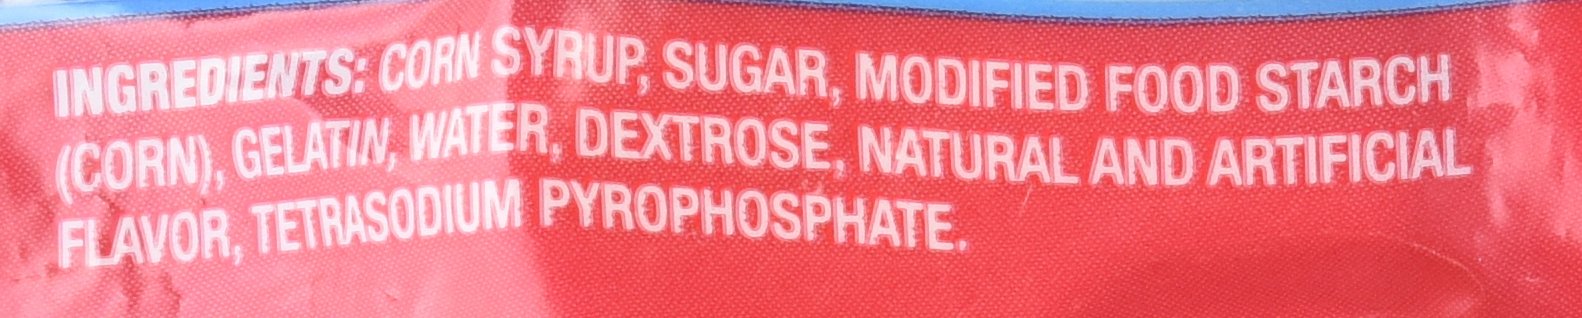 INGREDIENTS: CORN SYRUP, SUGAR, MODIFIED FOOD STARCH
(CORN), GELATIN, WATER, DEXTROSE, NATURAL AND ARTIFICIAL
FLAVOR, TETRASODIUM PYROPHOSPHATE.